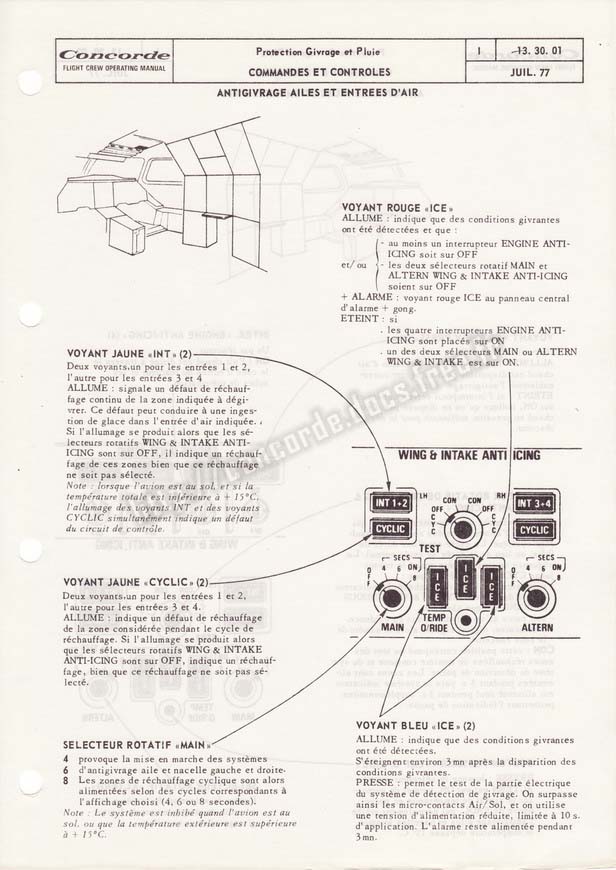 Concorde
FLIGHT CREW OPERATING MANUAL
Protection Givrage et Pluie
COMMANDES ET CONTROLES
I
13. 30. 01
JUIL. 77
ANTIGIVRAGE AILES ET ENTREES D'AIR
VOYANT ROUGE «ICE»
ALLUME : indique que des conditions givrantes
ont été détectées et que :
- au moins un interrupteur ENGINE ANTI-
ICING soit sur OFF
et/ou
- les deux sélecteurs rotatif MAIN et
ALTERN WING & INTAKE ANTI-ICING
soient sur OFF
+ ALARME : voyant rouge ICE au panneau central
d'alarme + gong.
ETEINT : si
. les quatre interrupteurs ENGINE ANTI-
ICING sont placés sur ON
. un des deux sélecteurs MAIN ou ALTERN
WING & INTAKE est sur ON.
VOYANT JAUNE «INT» (2)
Deux voyants,un pour les entrées 1 et 2,
l'autre pour les entrées 3 et 4
ALLUME : signale un défaut de réchauf-
fage continu de la zone indiquée à dégi-
vrer. Ce défaut peut conduire à une inges-
tion de glace dans l'entrée d'air indiquée.
Si l'allumage se produit alors que les sé-
lecteurs rotatifs WING & INTAKE ANTI-
ICING sont sur OFF, il indique un réchauf-
fage de ces zones bien que ce réchauffage
ne soit pas sélecté.
Note : lorsque l'avion est au sol, et si la
température totale est inférieure à + 15°C,
l'allumage des voyants INT et des voyants
CYCLIC simultanément indique un défaut
du circuit de contrôle.
WING & INTAKE ANTI ICING
INT 1+2
LH
CON
CON
RH
INT 3+4
OFF
OFF
CYCLIC
CYC
CYC
CYCLIC
TEST
SECS
SECS
OFF
4
6
ON
8
ICE
ICE
ICE
OFF
4
6
ON
8
MAIN
TEMP
O/RIDE
ALTERN
VOYANT JAUNE «CYCLIC» (2)
Deux voyants,un pour les entrées 1 et 2,
l'autre pour les entrées 3 et 4.
ALLUME : indique un défaut de réchauffage
de la zone considérée pendant le cycle de
réchauffage. Si l'allumage se produit alors
que les sélecteurs rotatifs WING & INTAKE
ANTI-ICING sont sur OFF, indique un réchauf-
fage, bien que ce réchauffage ne soit pas sé-
lecté.
SELECTEUR ROTATIF «MAIN»
4 provoque la mise en marche des systèmes
6 d'antigivrage aile et nacelle gauche et droite.
8 Les zones de réchauffage cyclique sont alors
alimentées selon des cycles correspondants à
l'affichage choisi (4, 6 ou 8 secondes).
Note : Le système est inhibé quand l'avion est au
sol, ou que la température extérieure est supérieure
à + 15°C.
VOYANT BLEU «ICE» (2)
ALLUME : indique que des conditions givrantes
ont été détectées.
S'éteignent environ 3 mn après la disparition des
conditions givrantes.
PRESSE : permet le test de la partie électrique
du système de détection de givrage. On surpasse
ainsi les micro-contacts Air/Sol, et on utilise
une tension d'alimentation réduite, limitée à 10 s.
d'application. L'alarme reste alimentée pendant
3 mn.